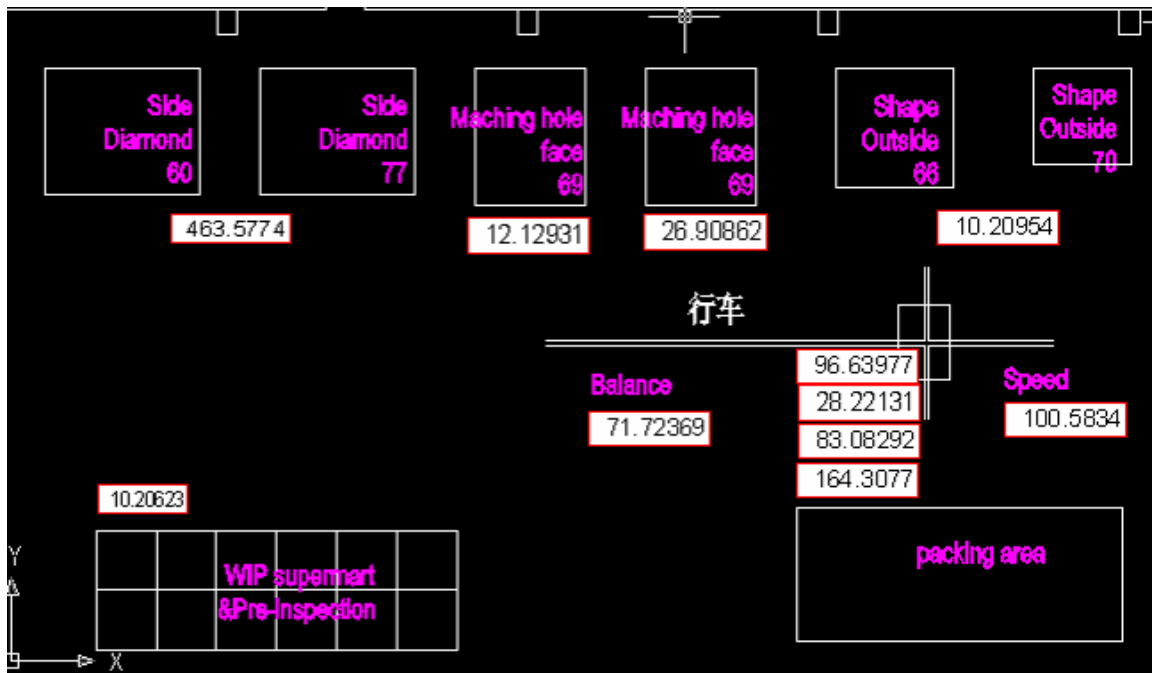 Side
Diamond
60
Side
Diamond
77
Maching hole
face
69
Maching hole
face
69
Shape
Outside
66
Shape
Outside
70
463.5774
12.12931
26.90862
10.20954
行车
Balance
71.72369
96.63977
28.22131
83.08292
164.3077
Speed
100.5834
10.20623
WIP supermart
&Pre-Inspection
packing area
Y
X